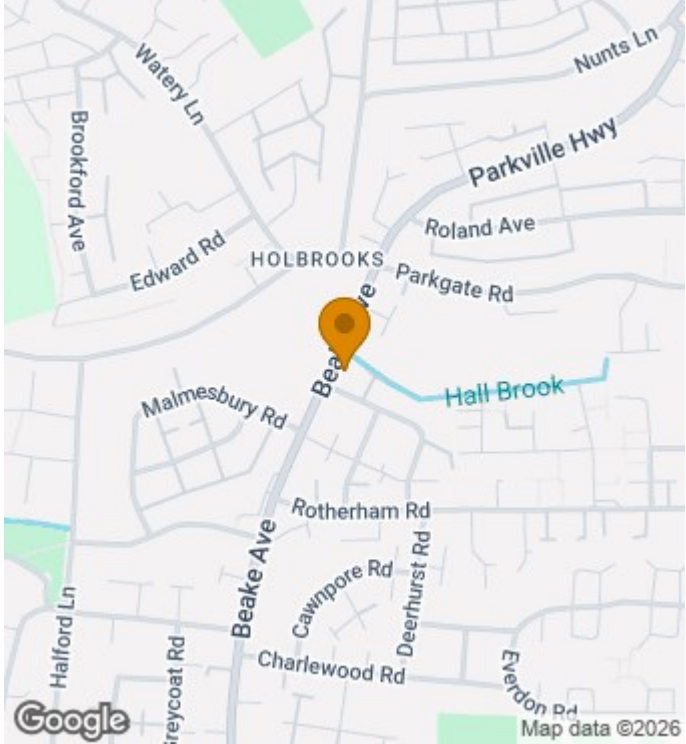 Watery Ln
Nunts Ln
Brookford Ave
Parkville Hwy
Roland Ave
Edward Rd
HOLBROOKS
Parkgate Rd
Beake Ave
Hall Brook
Malmesbury Rd
Rotherham Rd
Beake Ave
Cawnpore Rd
Deerhurst Rd
Halford Ln
Greycoat Rd
Charlewood Rd
Everdon Rd
Google
Map data ©2026